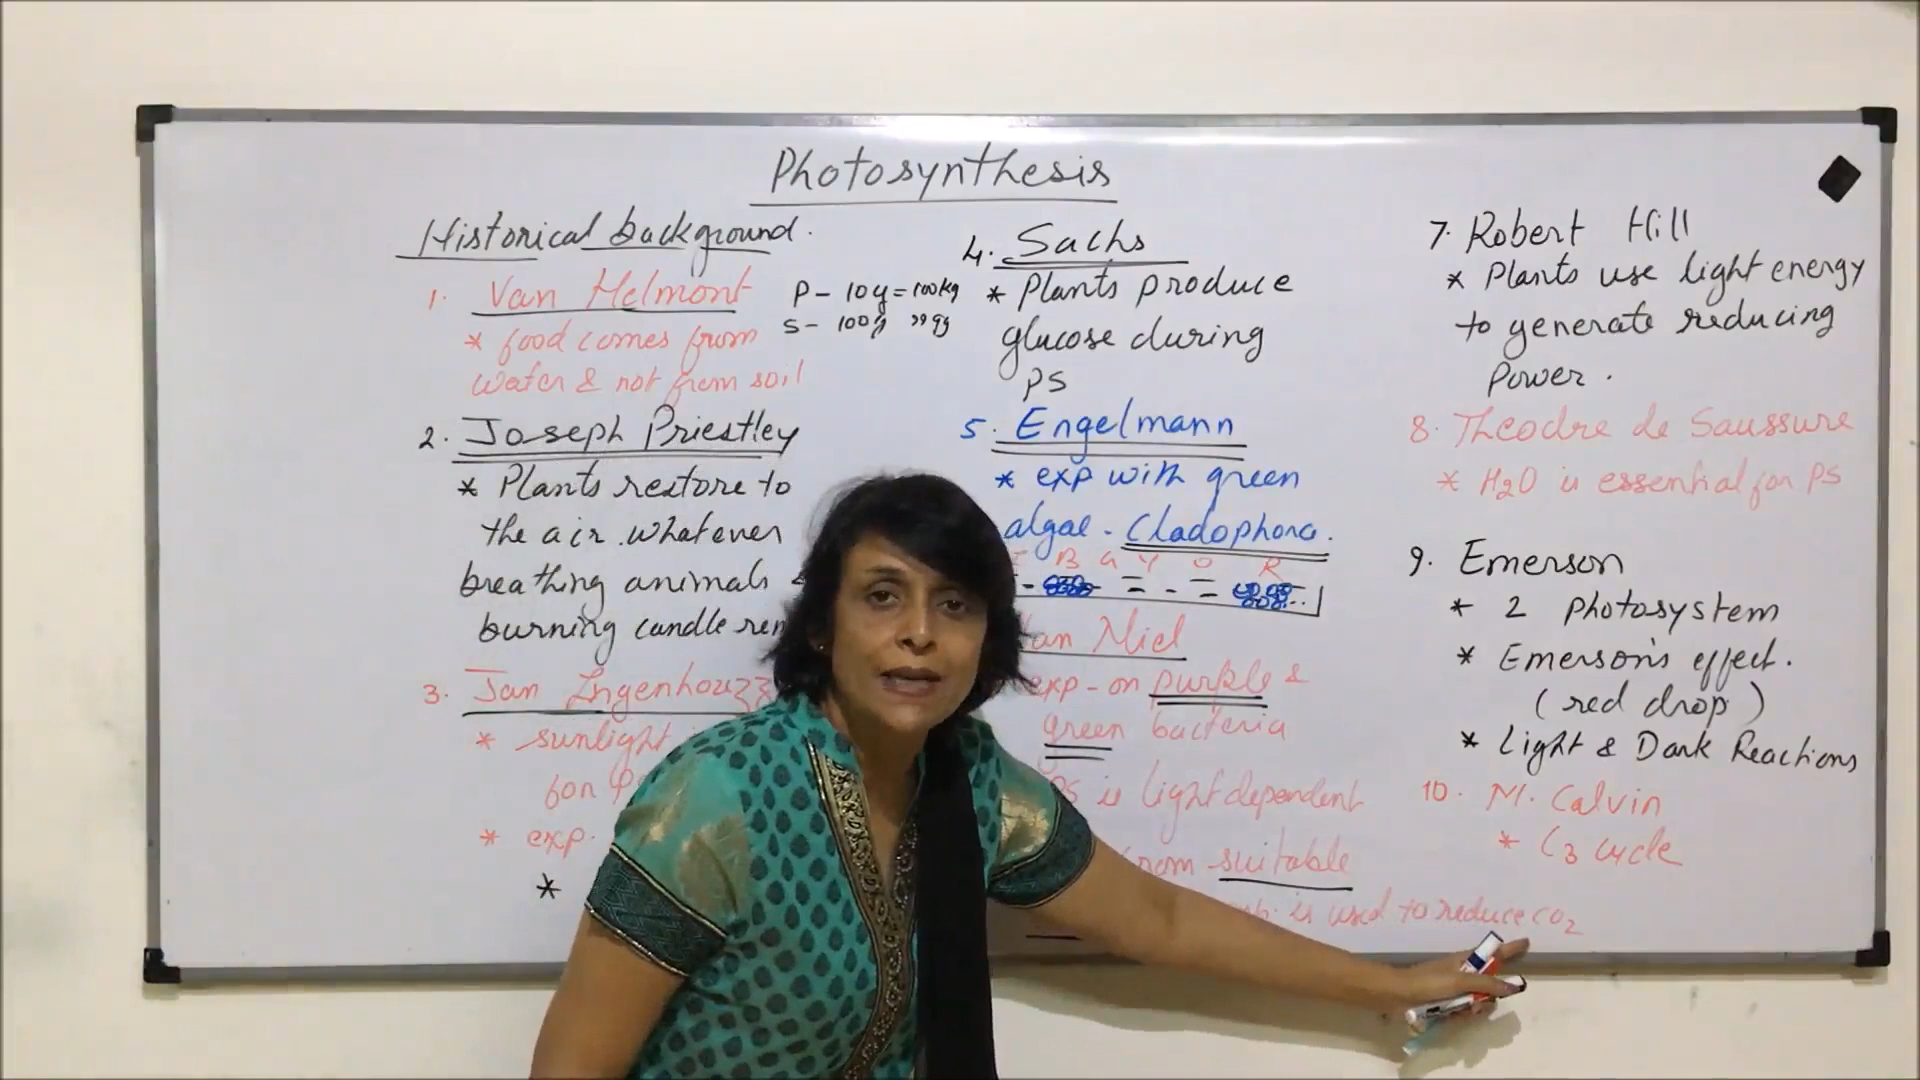 Photosynthesis
Historical background.
1. Van Helmont
* food comes from
water & not from soil
P - 10y = 100kg
S - 100g 99g
2. Joseph Priestley
* Plants restore to
the air whatever
breathing animals &
burning candle rem
3. Jan Ingenhouzz
* sunlight
for
* exp.
*
4. Sachs
* Plants produce
glucose during
PS
5. Engelmann
* exp with green
algae - Cladophora.
B G Y O R
Van Niel
exp - on purple &
green bacteria
PS is light dependent
from suitable
is used to reduce CO2
7. Robert Hill
* Plants use light energy
to generate reducing
Power.
8. Theodre de Saussure
* H2O is essential for PS
9. Emerson
* 2 Photosystem
* Emerson's effect.
(red drop)
* Light & Dark Reactions
10. M. Calvin
* C3 cycle